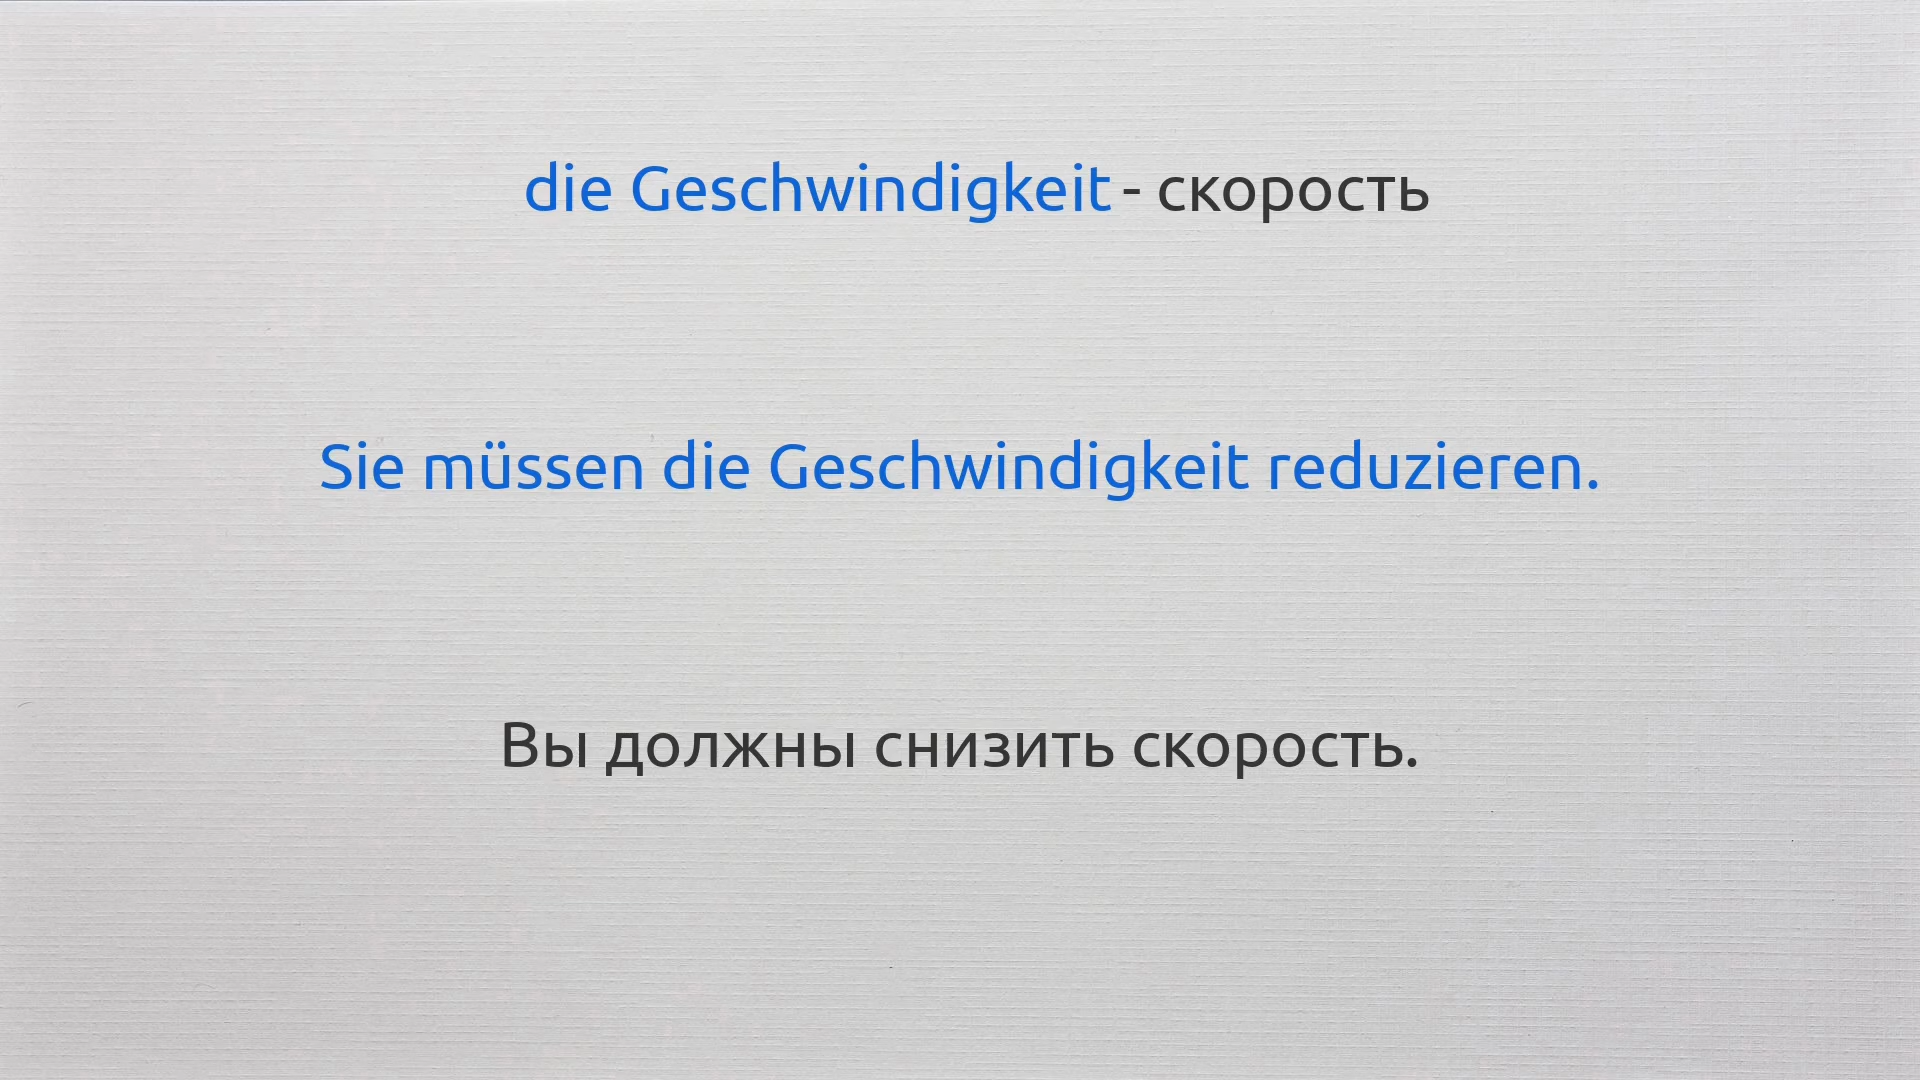 die Geschwindigkeit - скорость
Sie müssen die Geschwindigkeit reduzieren.
Вы должны снизить скорость.